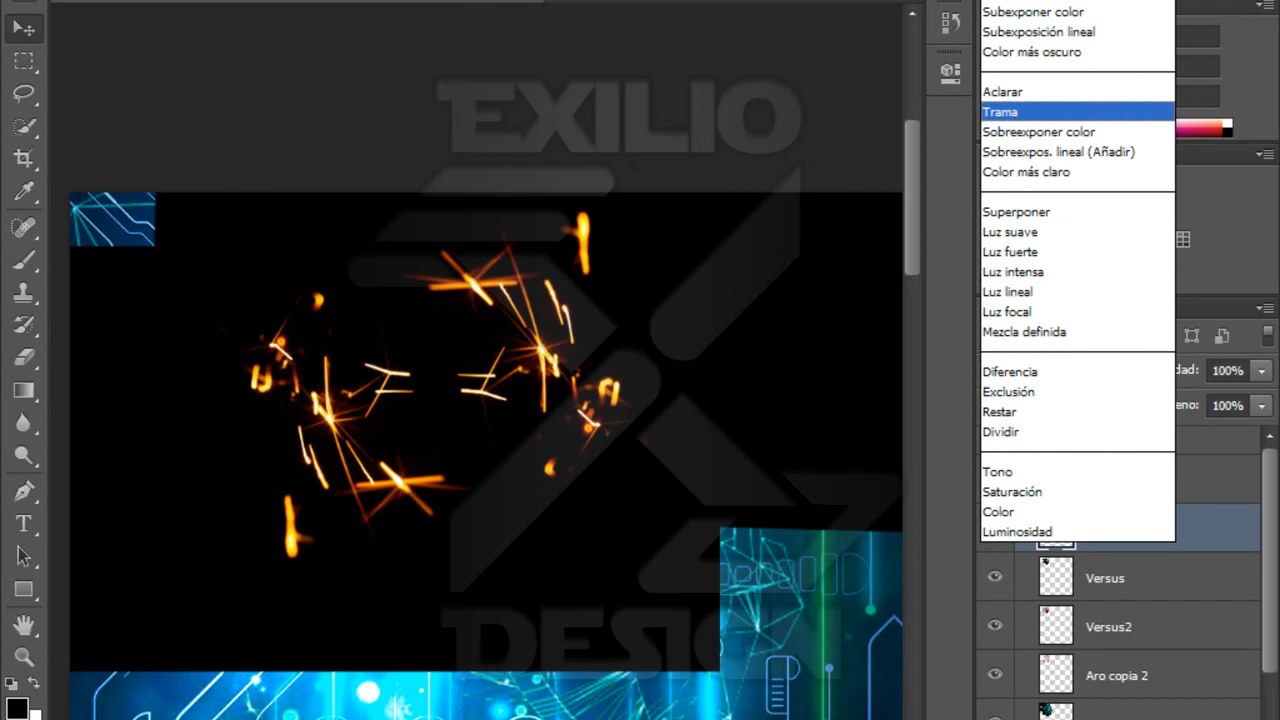 Subexponer color
Subexposición lineal
Color más oscuro
Aclarar
Trama
Sobreexponer color
Sobreexpos. lineal (Añadir)
Color más claro
Superponer
Luz suave
Luz fuerte
Luz intensa
Luz lineal
Luz focal
Mezcla definida
Diferencia
Exclusión
Restar
Dividir
Tono
Saturación
Color
Luminosidad
dad: 100%
eno: 100%
Versus
Versus2
Aro copia 2
EXILIO
DESIGN
T